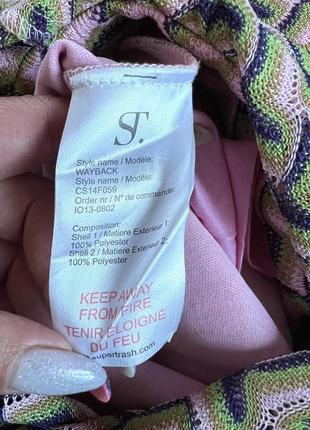 ST.
Style name / Modèle:
WAYBACK
Style name / Modèle:
CS14F059
Order nr / N° de commande:
IO13-0802
Composition:
Shell 1 / Matiere Exterieur 1:
100% Polyester
Shell 2 / Matiere Exterieur 2:
100% Polyester
KEEP AWAY
FROM FIRE
TENIR ÉLOIGNÉ
DU FEU
supertrash.com